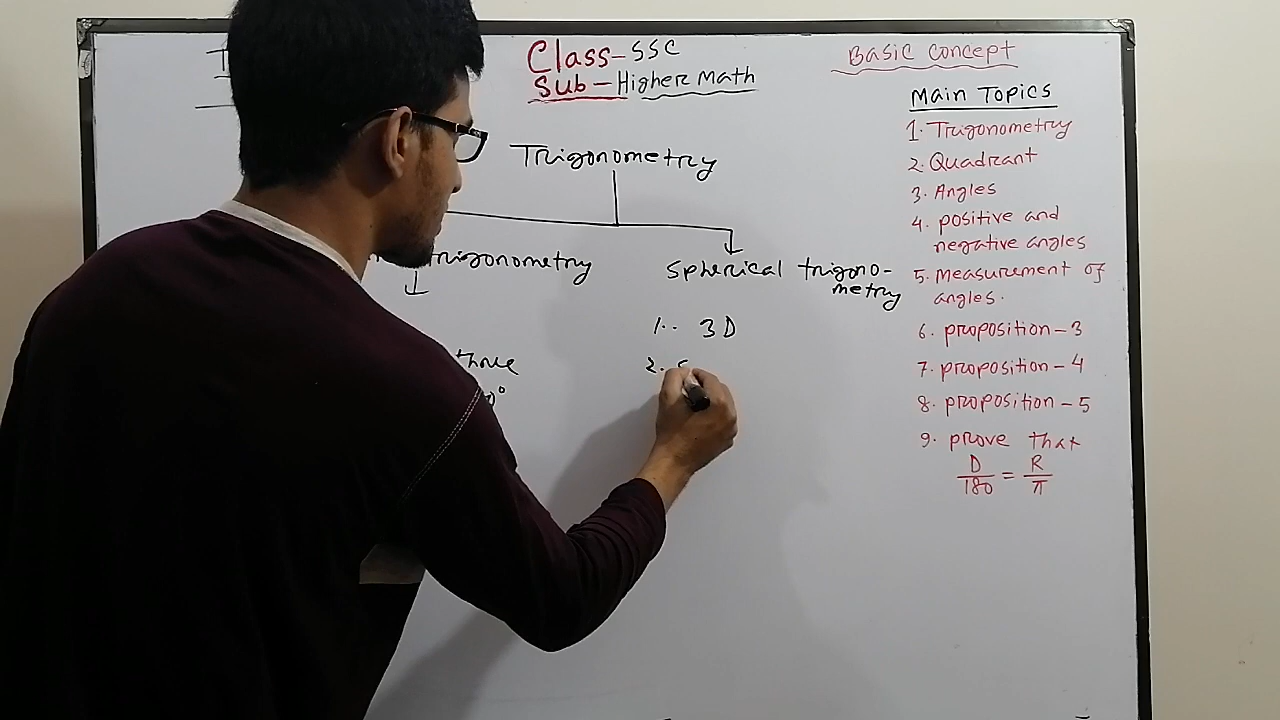 Class-SSC
Sub-Higher Math
Trigonometry
trigonometry
Spherical trigono-
metry
three
1.. 3D
2.
Basic Concept
Main Topics
1. Trigonometry
2. Quadrant
3. Angles
4. positive and
negative angles
5. Measurement of
angles.
6. proposition-3
7. proposition-4
8. proposition-5
9. prove that
D/180 = R/π